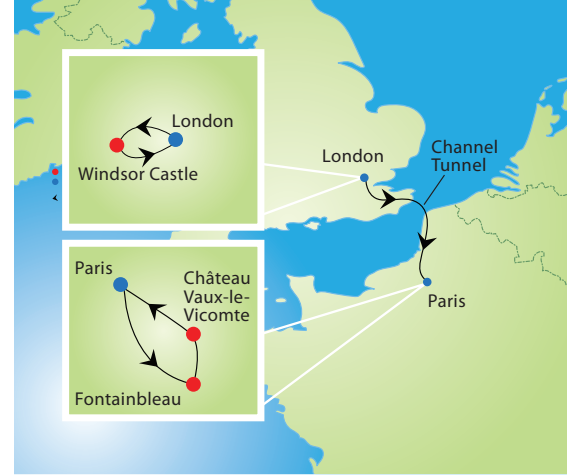 London
Windsor Castle
London
Channel
Tunnel
Paris
Château
Vaux-le-
Vicomte
Fontainbleau
Paris